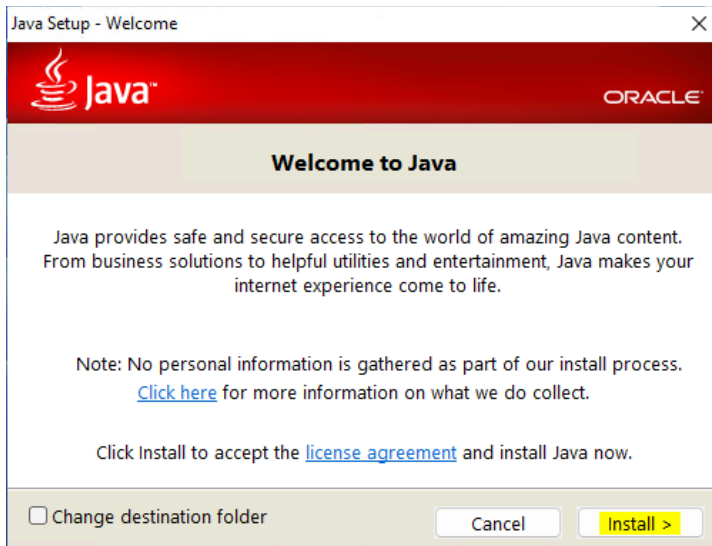 Java Setup - Welcome
Java™
ORACLE
Welcome to Java
Java provides safe and secure access to the world of amazing Java content.
From business solutions to helpful utilities and entertainment, Java makes your
internet experience come to life.
Note: No personal information is gathered as part of our install process.
Click here for more information on what we do collect.
Click Install to accept the license agreement and install Java now.
Change destination folder
Cancel
Install >